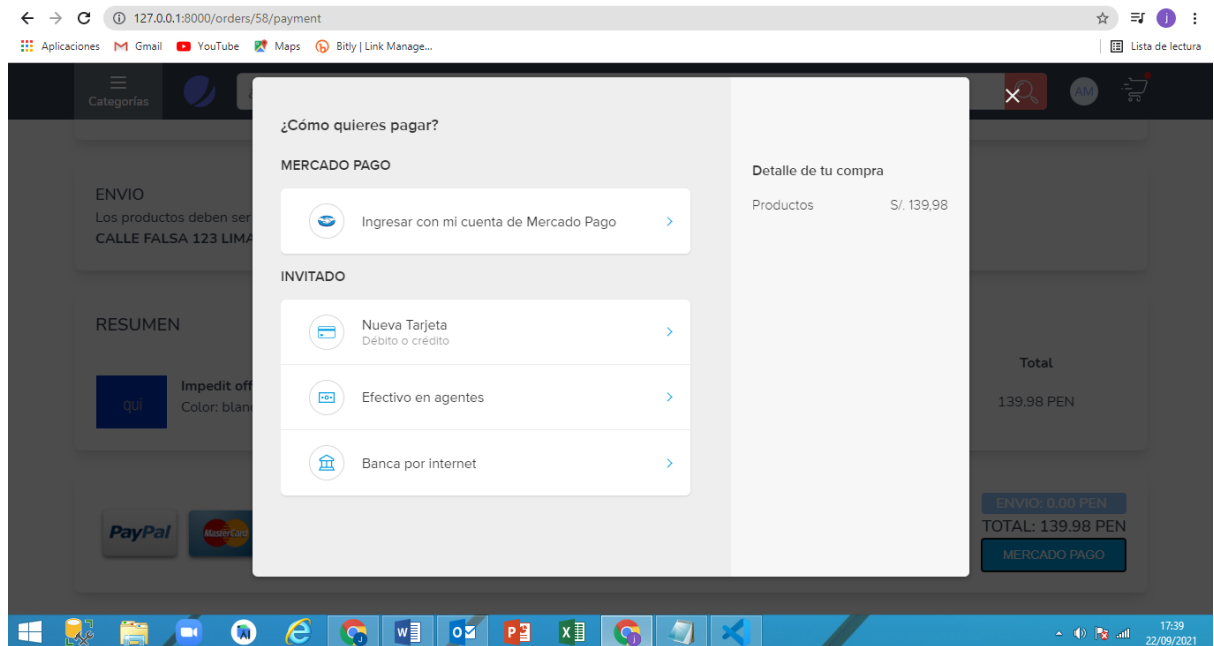 127.0.0.1:8000/orders/58/payment
j
Aplicaciones
Gmail
YouTube
Maps
Bitly | Link Manage...
Lista de lectura
Categorías
AM
¿Cómo quieres pagar?
MERCADO PAGO
Ingresar con mi cuenta de Mercado Pago
INVITADO
Nueva Tarjeta
Débito o crédito
Efectivo en agentes
Banca por internet
Detalle de tu compra
Productos S/. 139,98
ENVIO
Los productos deben ser
CALLE FALSA 123 LIMA
RESUMEN
Total
qui
Impedit off
Color: blan
139.98 PEN
PayPal
MasterCard
ENVIO: 0.00 PEN
TOTAL: 139.98 PEN
MERCADO PAGO
17:39
22/09/2021